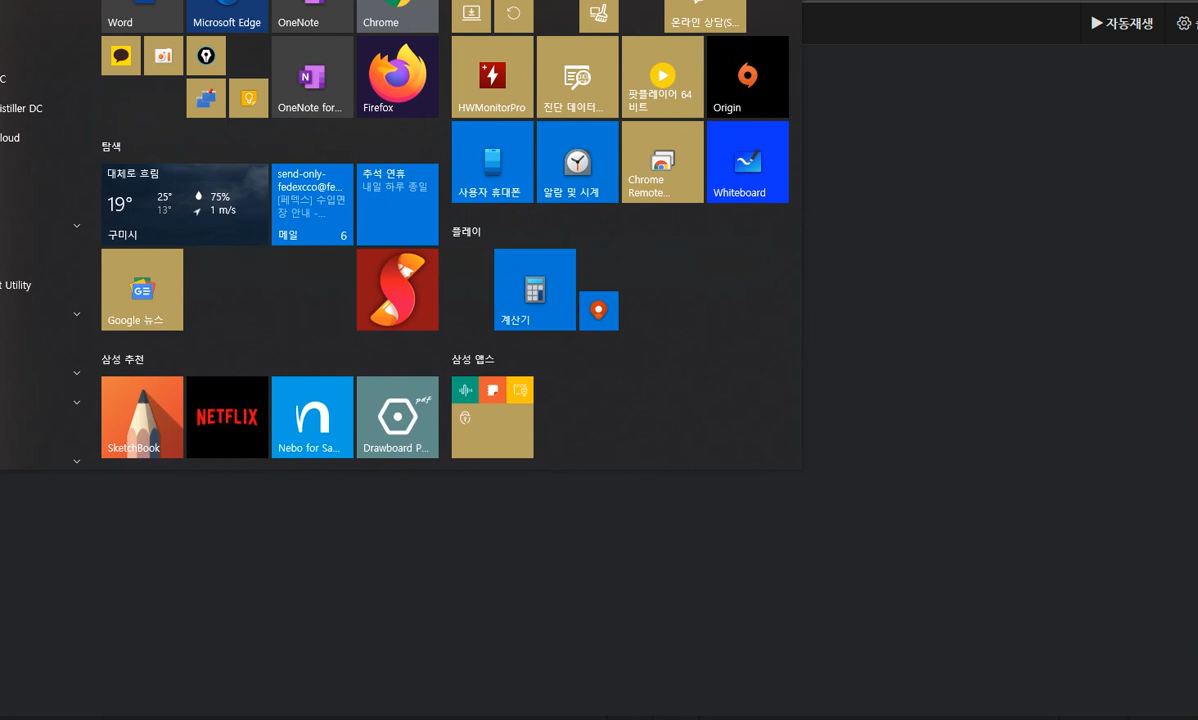 Word
Microsoft Edge
OneNote
Chrome
온라인 상담(S...
자동재생
OneNote for...
Firefox
HWMonitorPro
진단 데이터...
팟플레이어 64
비트
Origin
C
istiller DC
loud
탐색
대체로 흐림
19°
25°
13°
75%
1 m/s
구미시
send-only-
fedexcco@fe...
[페덱스] 수입면
장 안내 -...
메일
6
추석 연휴
내일 하루 종일
사용자 휴대폰
알람 및 시계
Chrome
Remote...
Whiteboard
플레이
t Utility
Google 뉴스
계산기
삼성 추천
삼성 앱스
SketchBook
NETFLIX
Nebo for Sa...
pdf
Drawboard P...